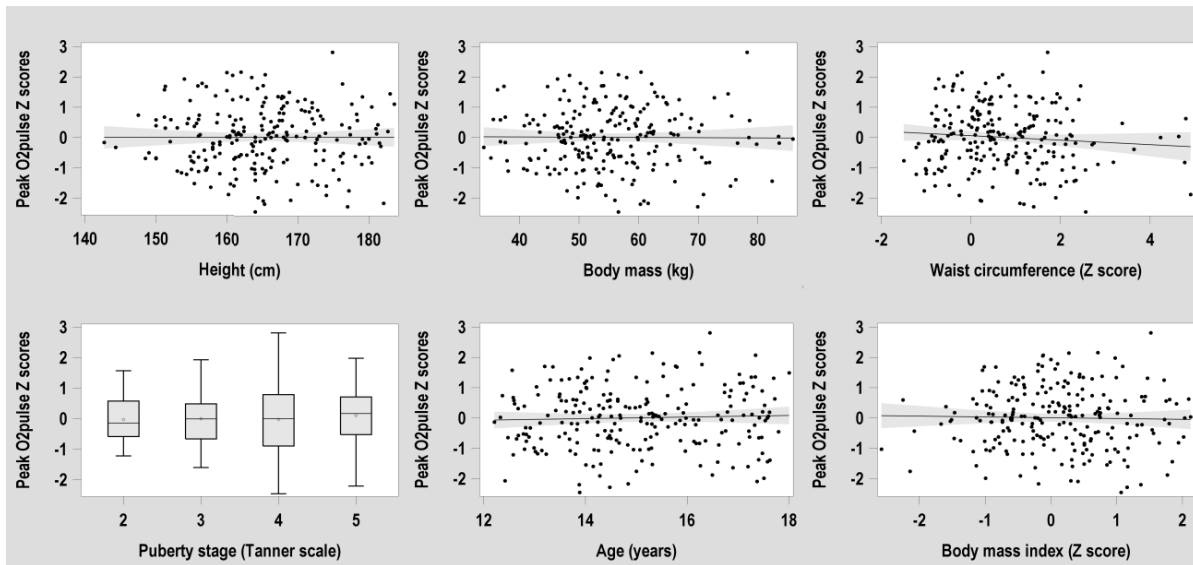 Peak O2pulse Z scores
3
2
1
0
-1
-2
140 150 160 170 180
Height (cm)
Peak O2pulse Z scores
3
2
1
0
-1
-2
40 50 60 70 80
Body mass (kg)
Peak O2pulse Z scores
3
2
1
0
-1
-2
-2 0 2 4
Waist circumference (Z score)
Peak O2pulse Z scores
3
2
1
0
-1
-2
2 3 4 5
Puberty stage (Tanner scale)
Peak O2pulse Z scores
3
2
1
0
-1
-2
12 14 16 18
Age (years)
Peak O2pulse Z scores
3
2
1
0
-1
-2
-2 -1 0 1 2
Body mass index (Z score)